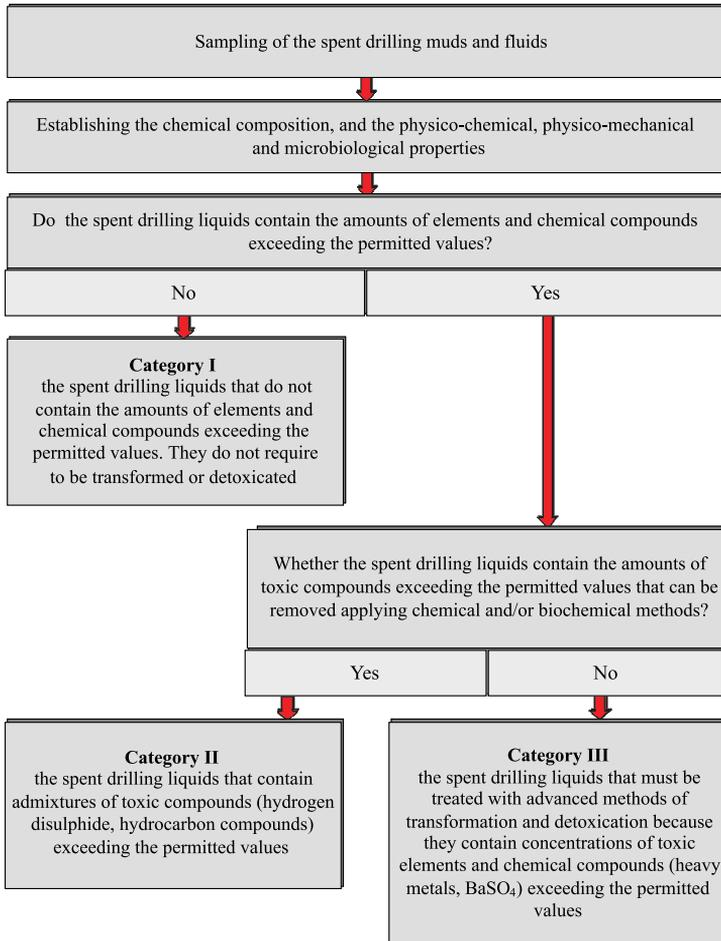 Sampling of the spent drilling muds and fluids
Establishing the chemical composition, and the physico-chemical, physico-mechanical
and microbiological properties
Do the spent drilling liquids contain the amounts of elements and chemical compounds
exceeding the permitted values?
No
Yes
Category I
the spent drilling liquids that do not
contain the amounts of elements and
chemical compounds exceeding the
permitted values. They do not require
to be transformed or detoxicated
Whether the spent drilling liquids contain the amounts of
toxic compounds exceeding the permitted values that can be
removed applying chemical and/or biochemical methods?
Yes
No
Category II
the spent drilling liquids that contain
admixtures of toxic compounds (hydrogen
disulphide, hydrocarbon compounds)
exceeding the permitted values
Category III
the spent drilling liquids that must be
treated with advanced methods of
transformation and detoxication because
they contain concentrations of toxic
elements and chemical compounds (heavy
metals, BaSO₄) exceeding the permitted
values